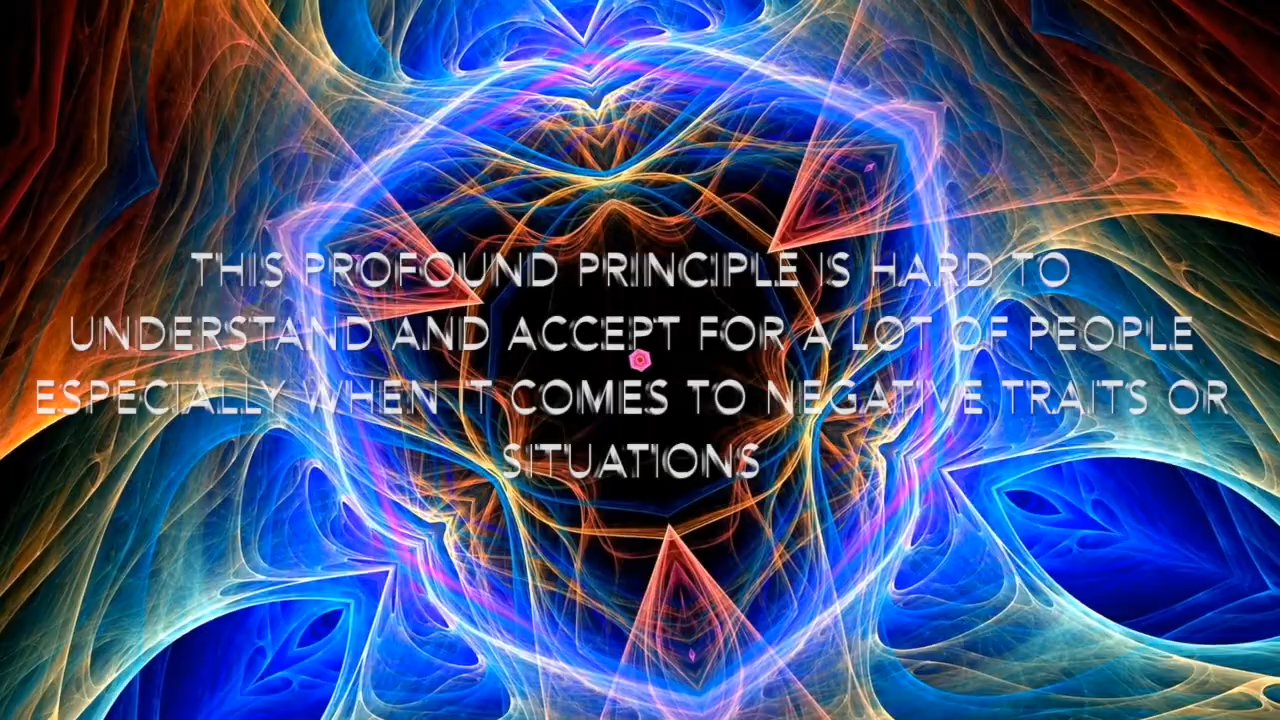 THIS PROFOUND PRINCIPLE IS HARD TO
UNDERSTAND AND ACCEPT FOR A LOT OF PEOPLE
ESPECIALLY WHEN IT COMES TO NEGATIVE TRAITS OR
SITUATIONS